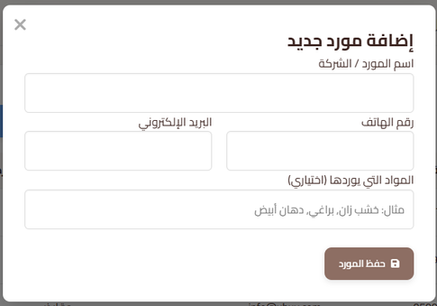 ×
إضافة مورد جديد
اسم المورد / الشركة
رقم الهاتف
البريد الإلكتروني
المواد التي يوردها (اختياري)
مثال: خشب زان، براغي، دهان أبيض
حفظ المورد